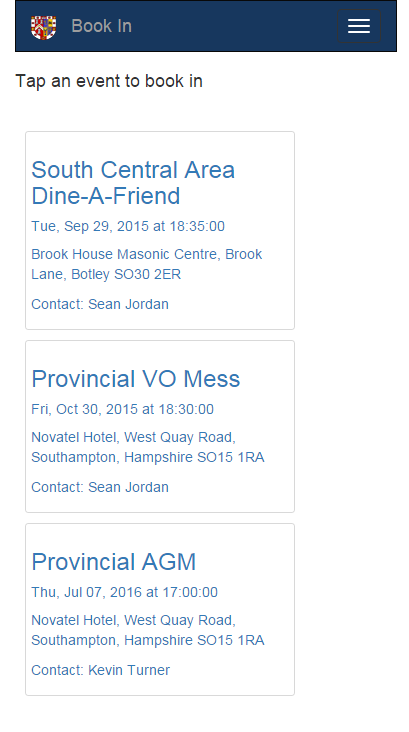 Book In
Tap an event to book in
South Central Area
Dine-A-Friend
Tue, Sep 29, 2015 at 18:35:00
Brook House Masonic Centre, Brook
Lane, Botley SO30 2ER
Contact: Sean Jordan
Provincial VO Mess
Fri, Oct 30, 2015 at 18:30:00
Novatel Hotel, West Quay Road,
Southampton, Hampshire SO15 1RA
Contact: Sean Jordan
Provincial AGM
Thu, Jul 07, 2016 at 17:00:00
Novatel Hotel, West Quay Road,
Southampton, Hampshire SO15 1RA
Contact: Kevin Turner